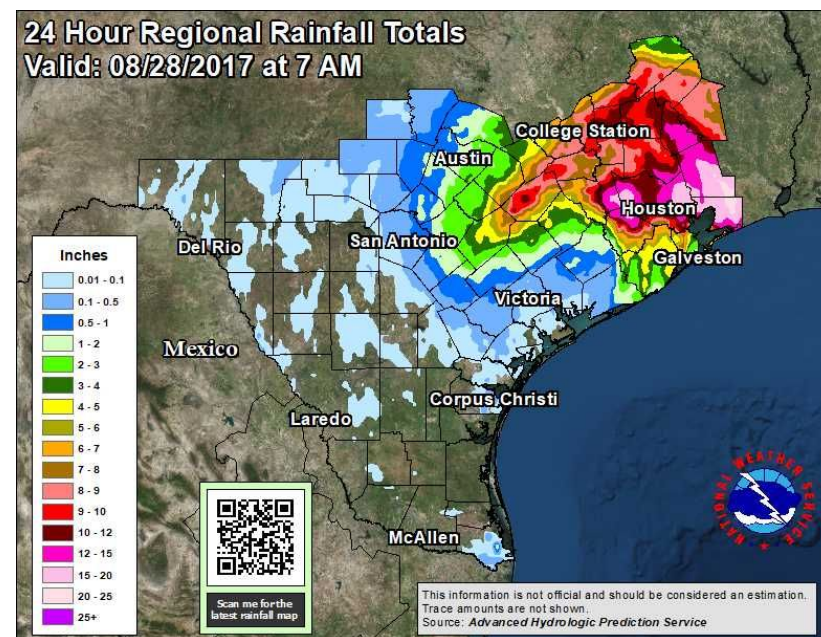 24 Hour Regional Rainfall Totals
Valid: 08/28/2017 at 7 AM
College Station
Austin
Houston
Del Rio
San Antonio
Galveston
Victoria
Mexico
Corpus Christi
Laredo
McAllen
Inches
0.01 - 0.1
0.1 - 0.5
0.5 - 1
1 - 2
2 - 3
3 - 4
4 - 5
5 - 6
6 - 7
7 - 8
8 - 9
9 - 10
10 - 12
12 - 15
15 - 20
20 - 25
25+
Scan me for the
latest rainfall map
NATIONAL WEATHER SERVICE
This information is not official and should be considered an estimation.
Trace amounts are not shown.
Source: Advanced Hydrologic Prediction Service